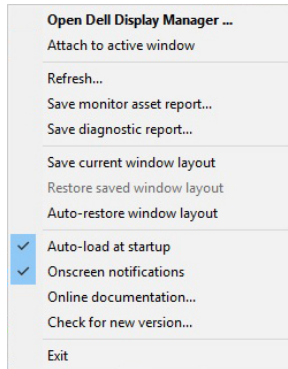 Open Dell Display Manager ...
Attach to active window
Refresh...
Save monitor asset report...
Save diagnostic report...
Save current window layout
Restore saved window layout
Auto-restore window layout
Auto-load at startup
Onscreen notifications
Online documentation...
Check for new version...
Exit